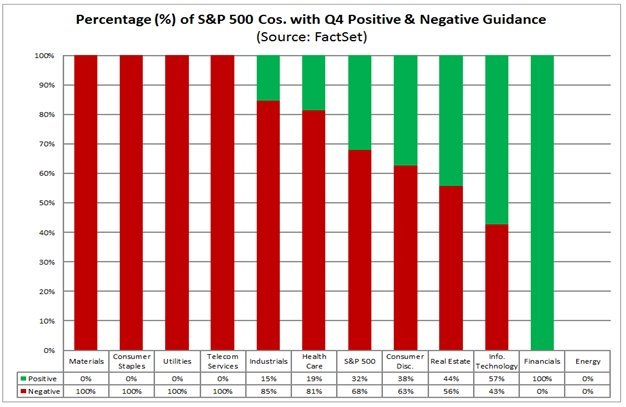 Percentage (%) of S&P 500 Cos. with Q4 Positive & Negative Guidance
(Source: FactSet)
100%
90%
80%
70%
60%
50%
40%
30%
20%
10%
0%
Materials Consumer Staples Utilities Telecom Services Industrials Health Care S&P 500 Consumer Disc. Real Estate Info. Technology Financials Energy
Positive 0% 0% 0% 0% 15% 19% 32% 38% 44% 57% 100% 0%
Negative 100% 100% 100% 100% 85% 81% 68% 63% 56% 43% 0% 0%